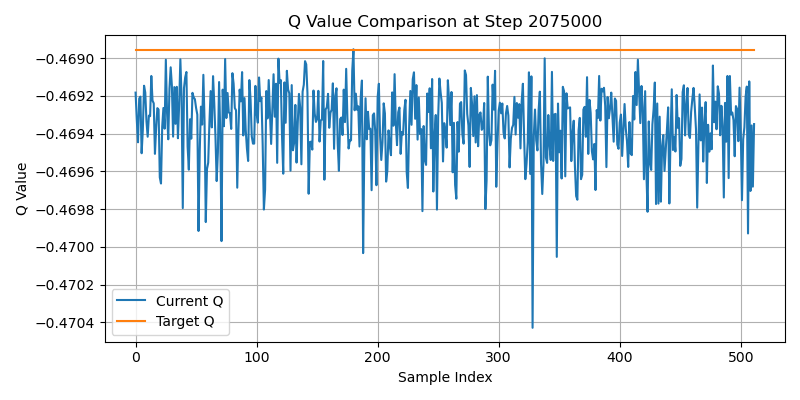 Q Value Comparison at Step 2075000
Q Value
−0.4690
−0.4692
−0.4694
−0.4696
−0.4698
−0.4700
−0.4702
−0.4704
Current Q
Target Q
0 100 200 300 400 500
Sample Index